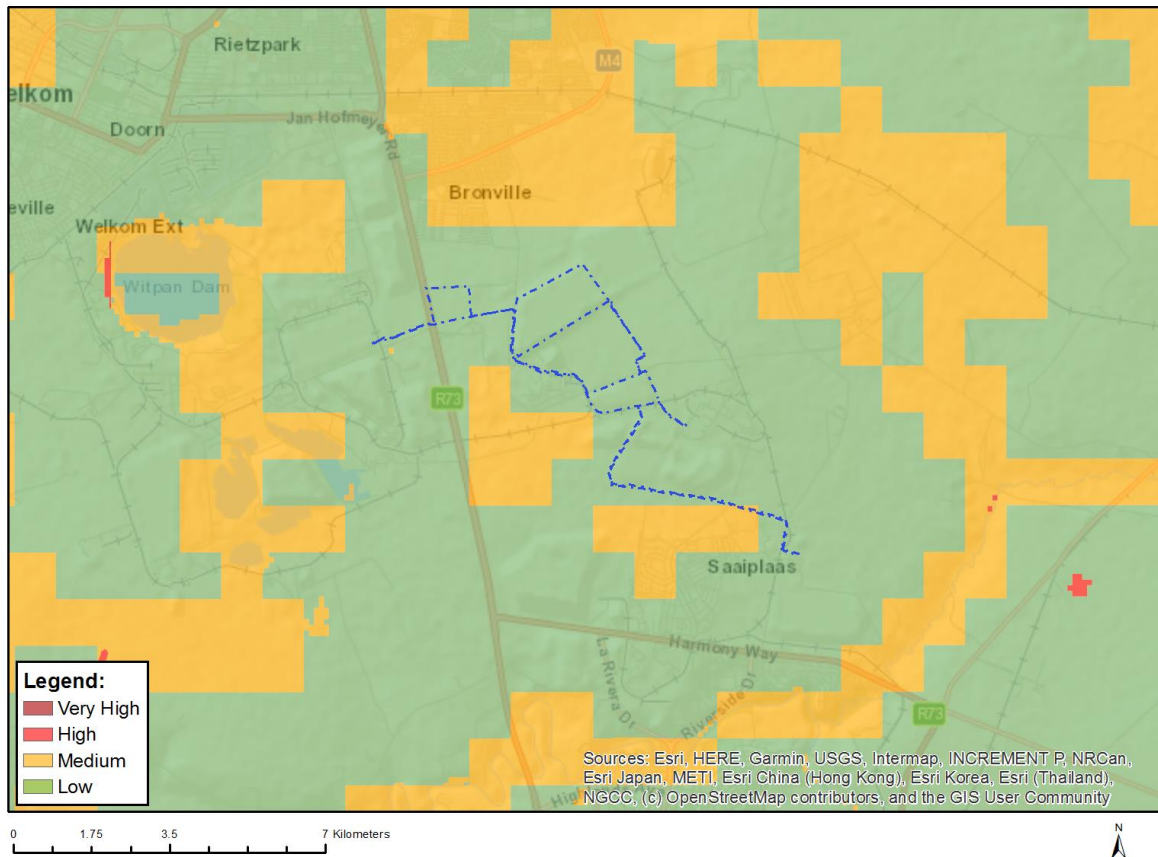 Rietzpark
M4
elkom
Jan Hofmeyr Rd
Doorn
Bronville
eville
Welkom Ext
Witpan Dam
R73
Saaiplaas
Harmony Way
La Rivera Dr
Riverside Dr
R73
Legend:
Very High
High
Medium
Low
Sources: Esri, HERE, Garmin, USGS, Intermap, INCREMENT P, NRCan,
Esri Japan, METI, Esri China (Hong Kong), Esri Korea, Esri (Thailand),
NGCC, (c) OpenStreetMap contributors, and the GIS User Community
0 1.75 3.5 7 Kilometers
N